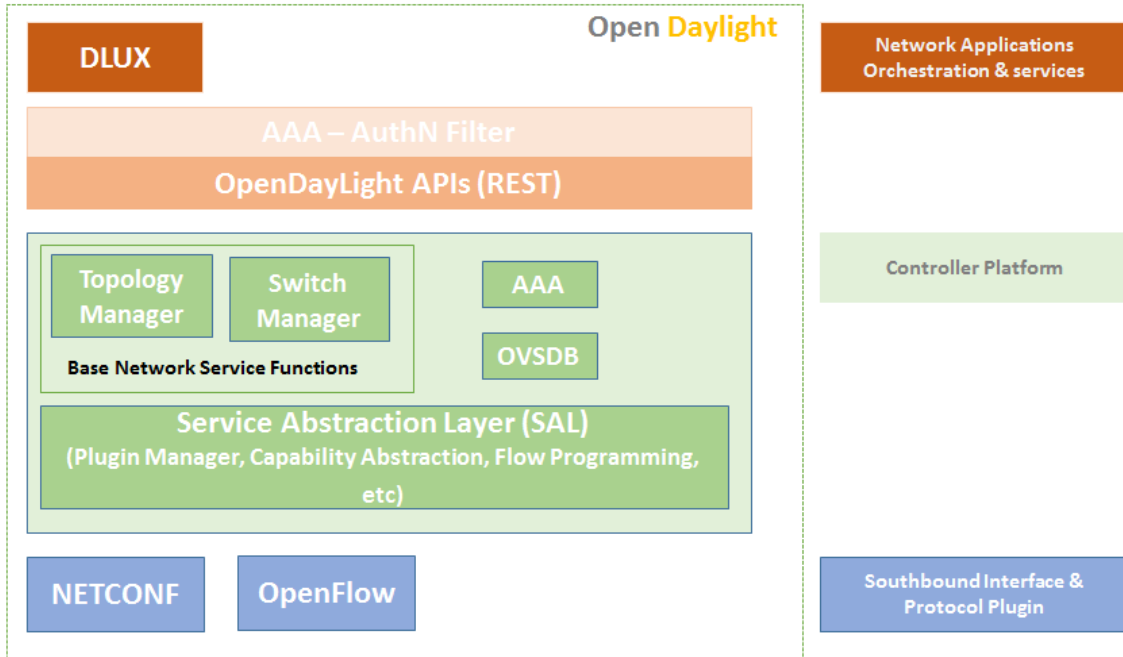 Open Daylight
DLUX
Network Applications
Orchestration & services
AAA – AuthN Filter
OpenDayLight APIs (REST)
Topology
Manager
Switch
Manager
AAA
Controller Platform
OVSDB
Base Network Service Functions
Service Abstraction Layer (SAL)
(Plugin Manager, Capability Abstraction, Flow Programming,
etc)
NETCONF
OpenFlow
Southbound Interface &
Protocol Plugin